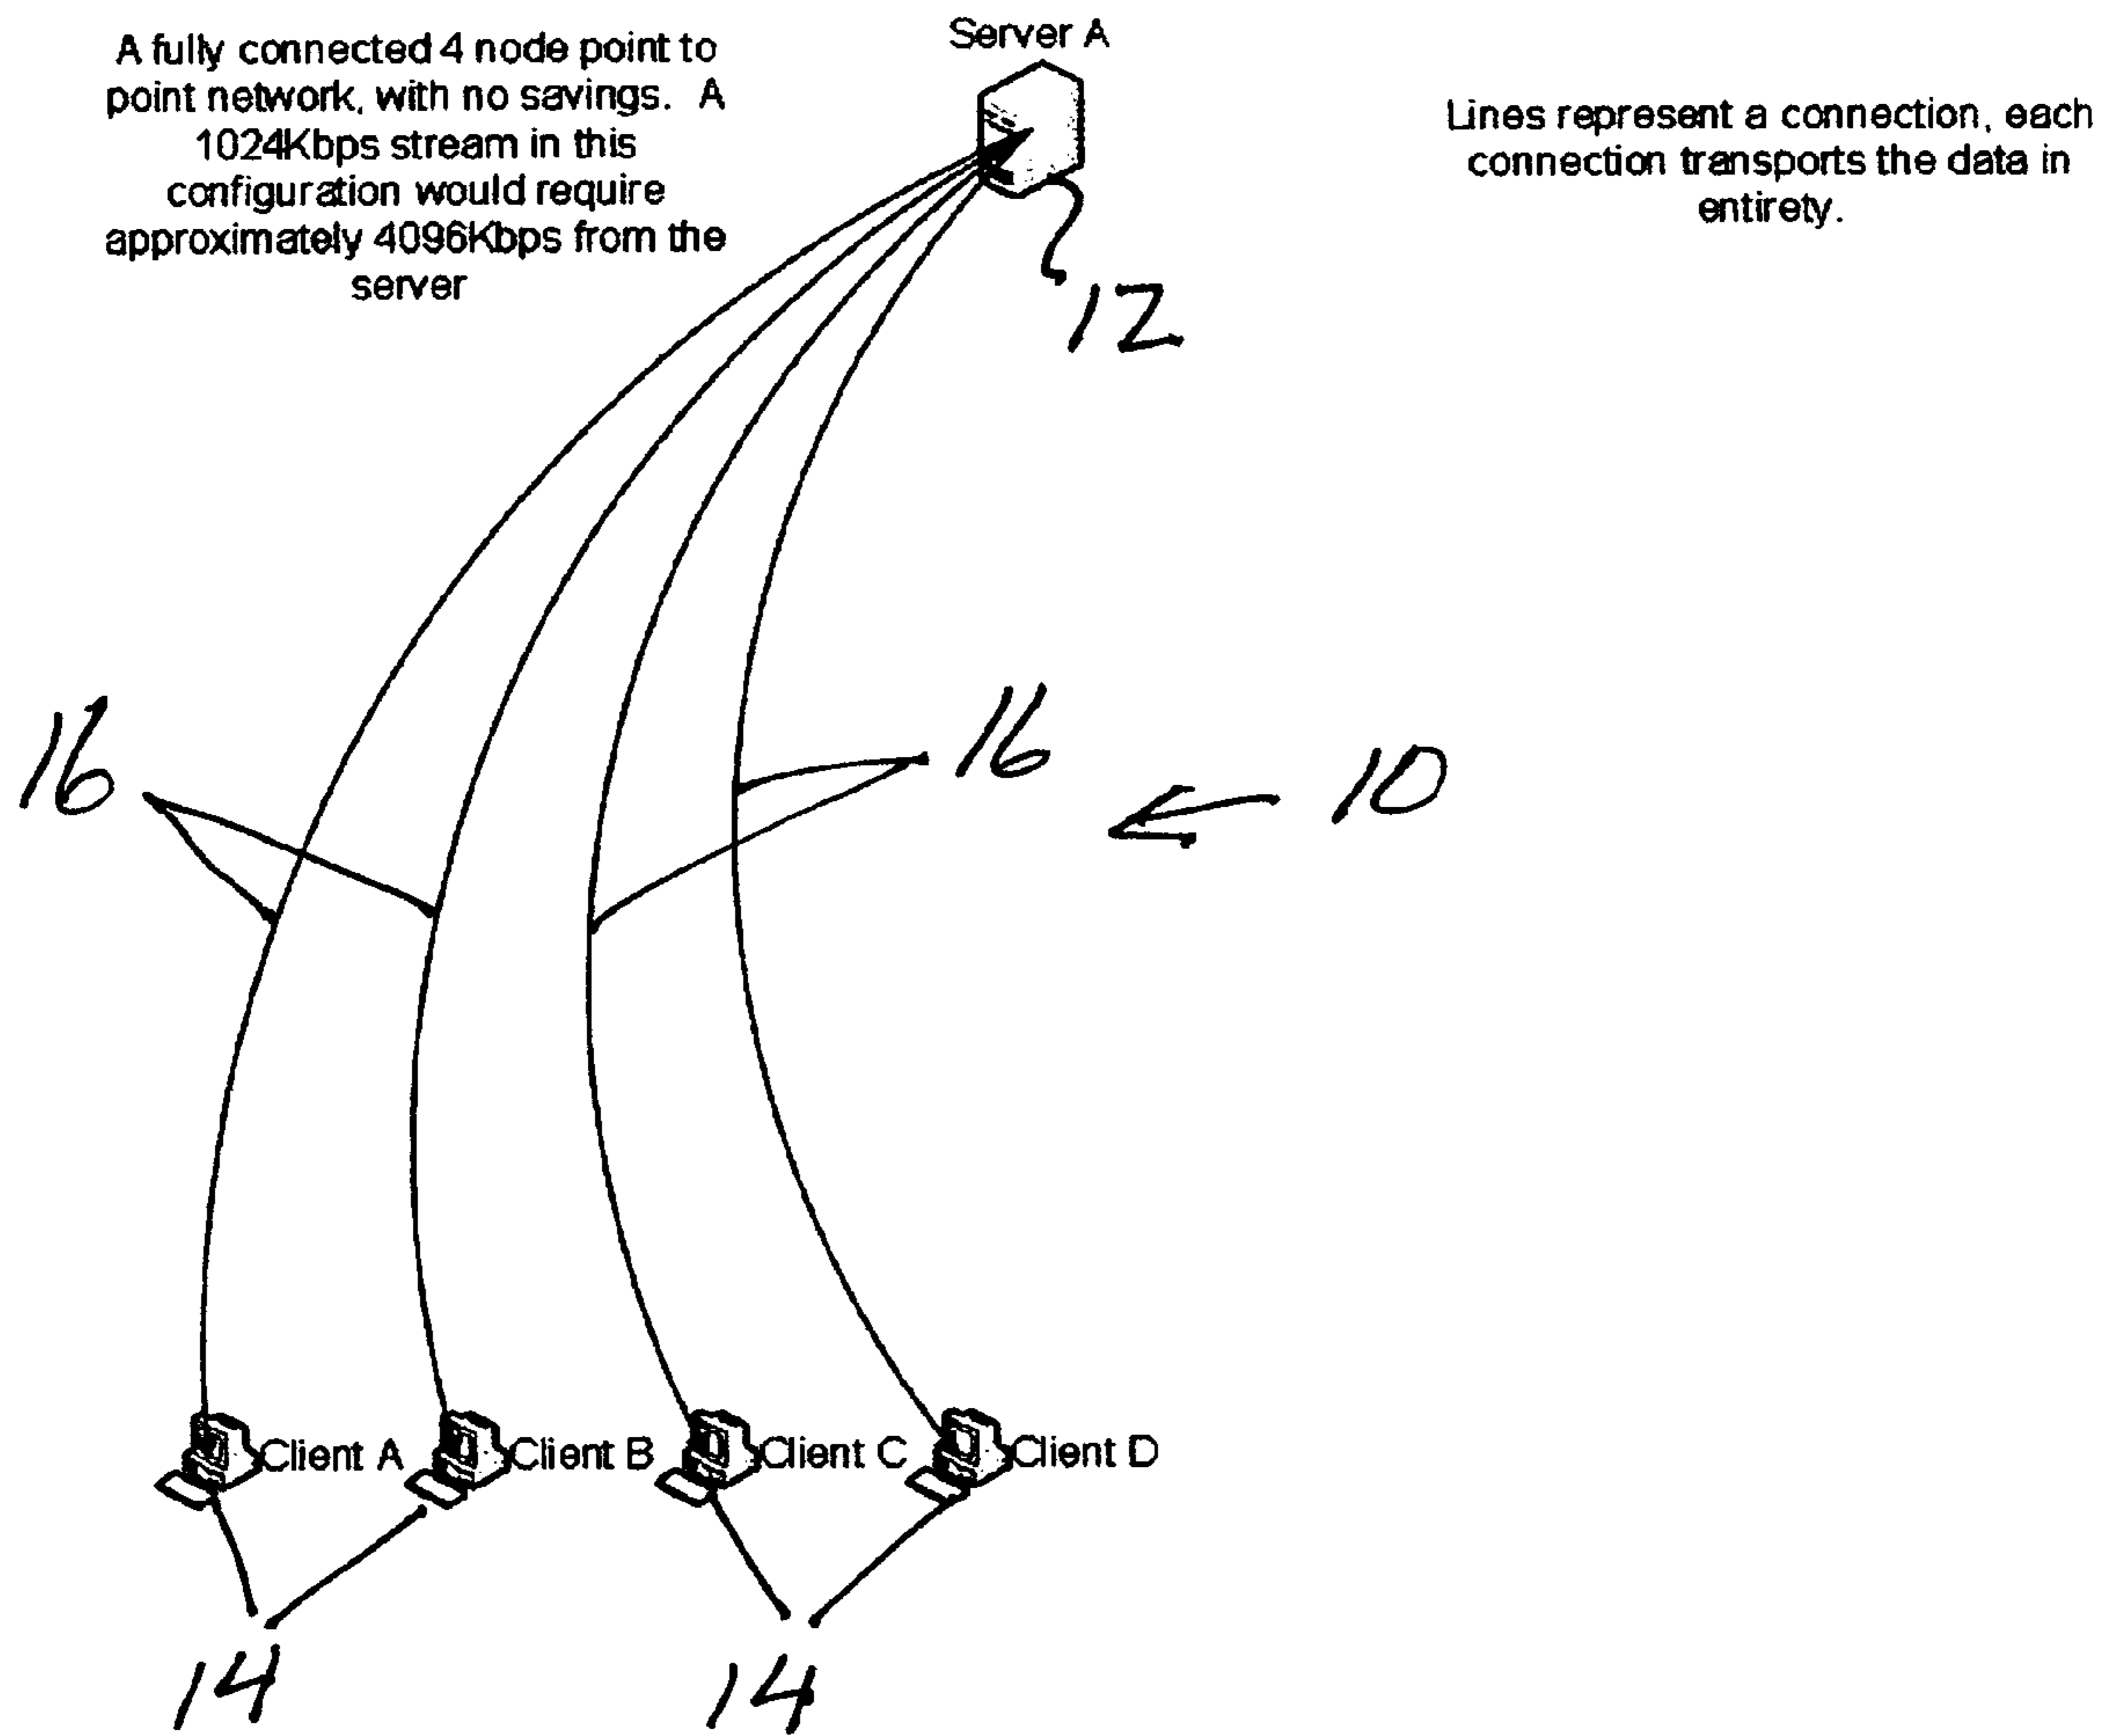 Server A
A fully connected 4 node point to
point network, with no savings. A
1024Kbps stream in this
configuration would require
approximately 4096Kbps from the
server
Lines represent a connection, each
connection transports the data in
entirety.
12
16
16
10
Client A
Client B
Client C
Client D
14
14